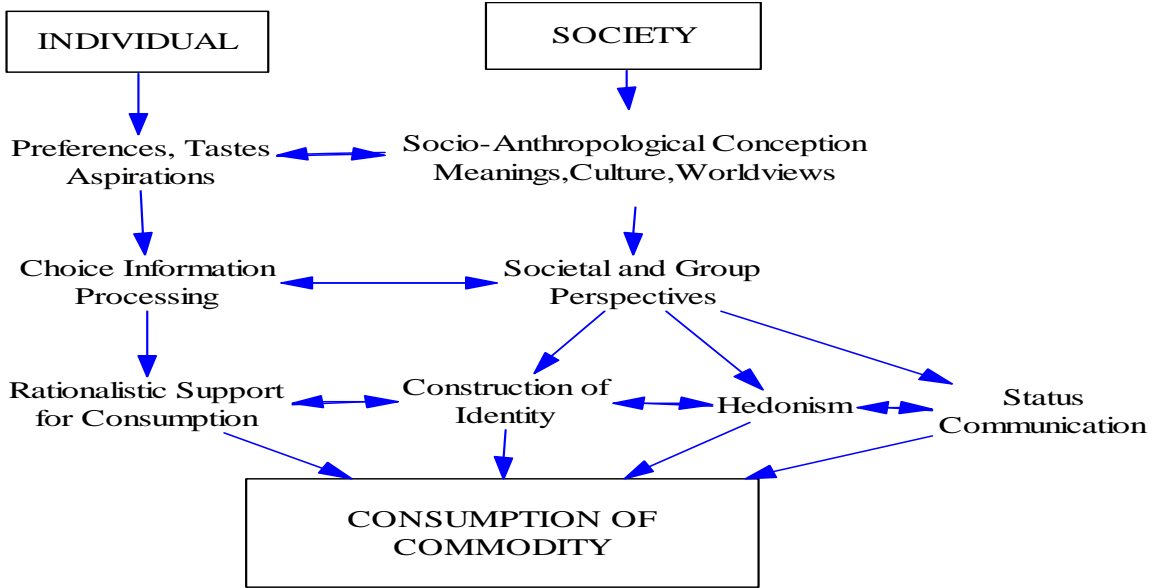 INDIVIDUAL
SOCIETY
Preferences, Tastes
Aspirations
Socio-Anthropological Conception
Meanings,Culture,Worldviews
Choice Information
Processing
Societal and Group
Perspectives
Rationalistic Support
for Consumption
Construction of
Identity
Hedonism
Status
Communication
CONSUMPTION OF
COMMODITY